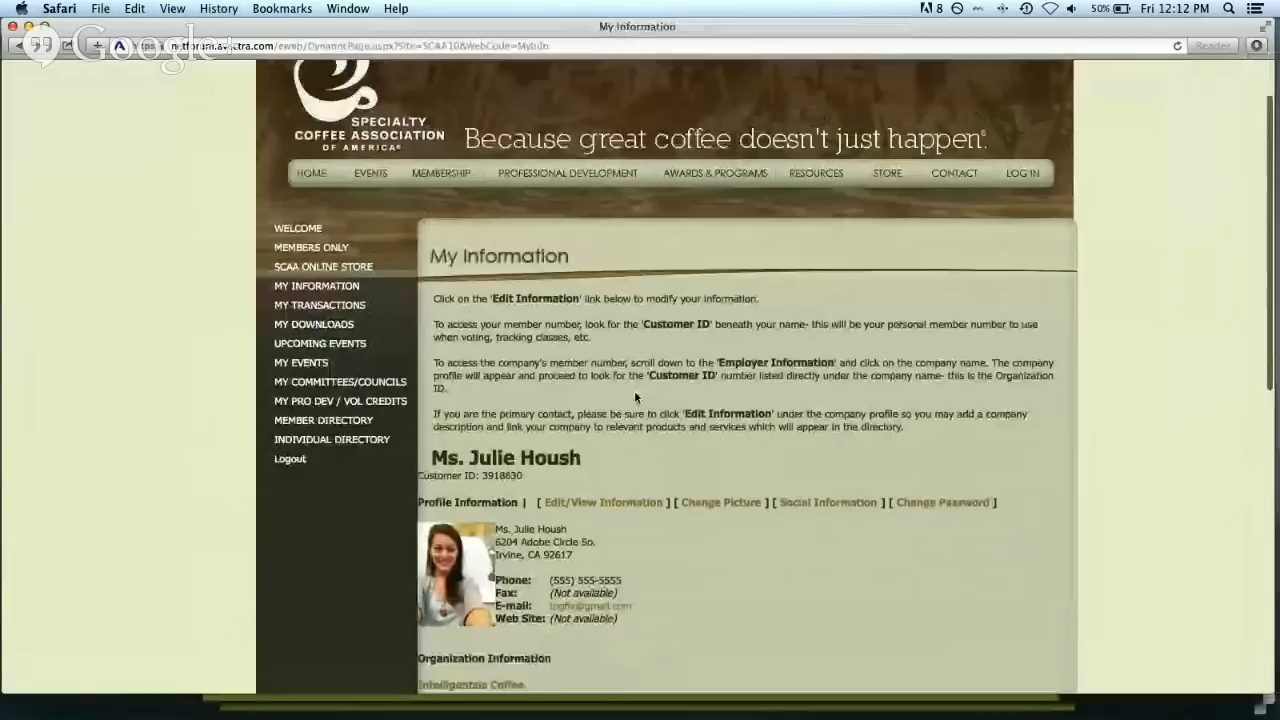 Safari File Edit View History Bookmarks Window Help
8 50% Fri 12:12 PM
My Information
Google+
Reader
SPECIALTY
COFFEE ASSOCIATION
OF AMERICA®
Because great coffee doesn't just happen.®
HOME EVENTS MEMBERSHIP PROFESSIONAL DEVELOPMENT AWARDS & PROGRAMS RESOURCES STORE CONTACT LOG IN
WELCOME
MEMBERS ONLY
SCAA ONLINE STORE
MY INFORMATION
MY TRANSACTIONS
MY DOWNLOADS
UPCOMING EVENTS
MY EVENTS
MY COMMITTEES/COUNCILS
MY PRO DEV / VOL CREDITS
MEMBER DIRECTORY
INDIVIDUAL DIRECTORY
Logout
My Information
Click on the 'Edit Information' link below to modify your information.
To access your member number, look for the 'Customer ID' beneath your name- this will be your personal member number to use
when voting, tracking classes, etc.
To access the company's member number, scroll down to the 'Employer Information' and click on the company name. The company
profile will appear and proceed to look for the 'Customer ID' number listed directly under the company name- this is the Organization
ID.
If you are the primary contact, please be sure to click 'Edit Information' under the company profile so you may add a company
description and link your company to relevant products and services which will appear in the directory.
Ms. Julie Housh
Customer ID: 3918630
Profile Information | [ Edit/View Information ] [ Change Picture ] [ Social Information ] [ Change Password ]
Ms. Julie Housh
6204 Adobe Circle So.
Irvine, CA 92617
Phone: (555) 555-5555
Fax: (Not available)
E-mail:
Web Site: (Not available)
Organization Information
Intelligentsia Coffee